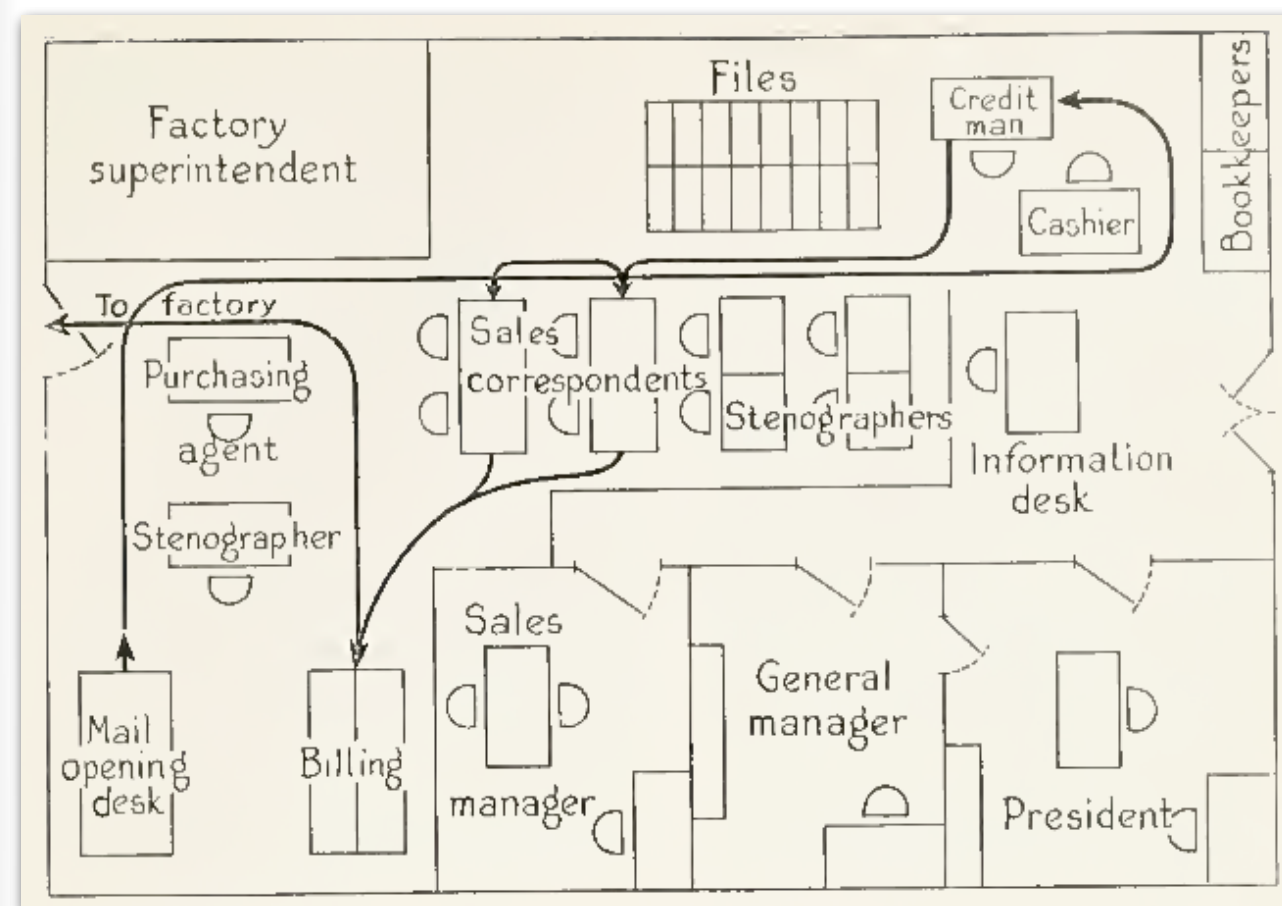 Factory
superintendent
Files
Credit
man
Cashier
Bookkeepers
To factory
Purchasing
agent
Stenographer
Sales
correspondents
Stenographers
Information
desk
Mail
opening
desk
Billing
Sales
manager
General
manager
President